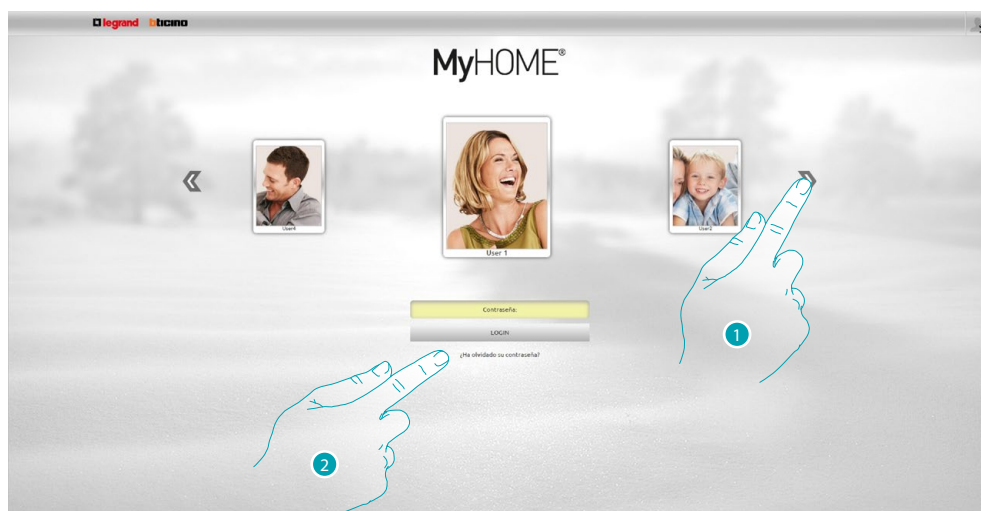 legrand bticino
MyHOME®
User4
User 1
User2
Contraseña:
LOGIN
¿Ha olvidado su contraseña?
1
2